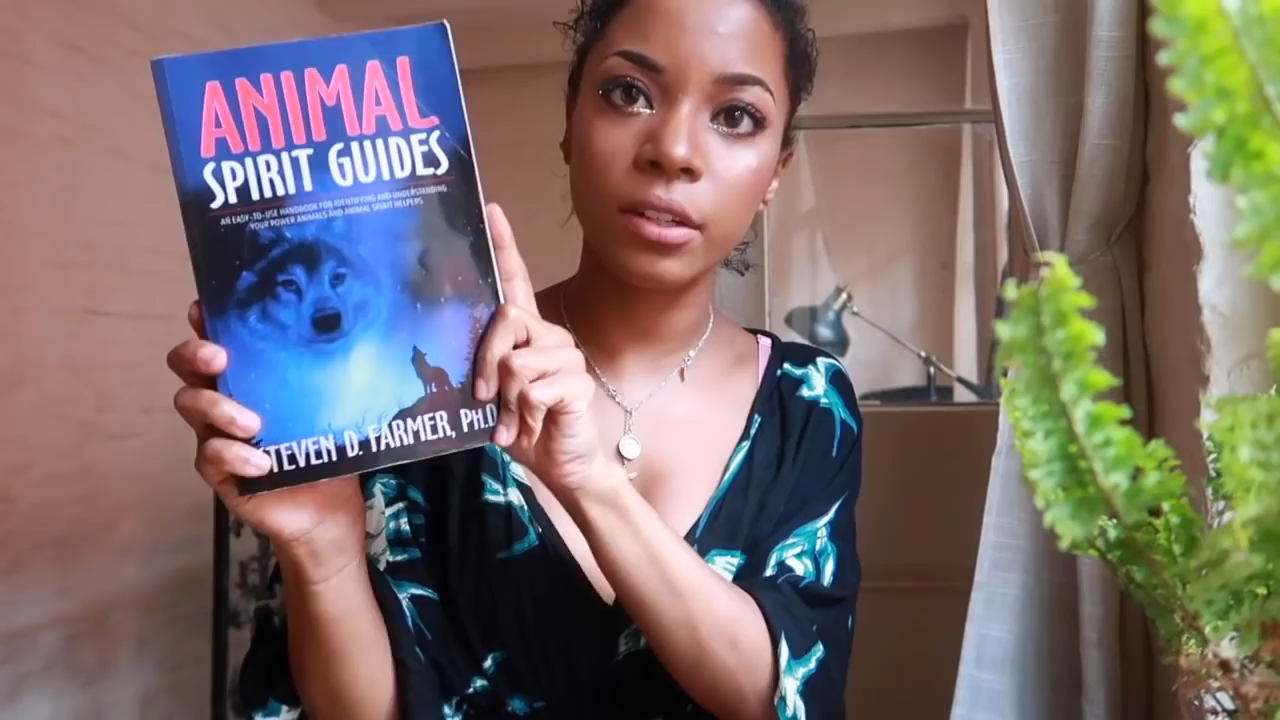 ANIMAL
SPIRIT GUIDES
AN EASY-TO-USE HANDBOOK FOR IDENTIFYING AND UNDERSTANDING
YOUR POWER ANIMALS AND ANIMAL SPIRIT HELPERS
STEVEN D. FARMER, PH.D.